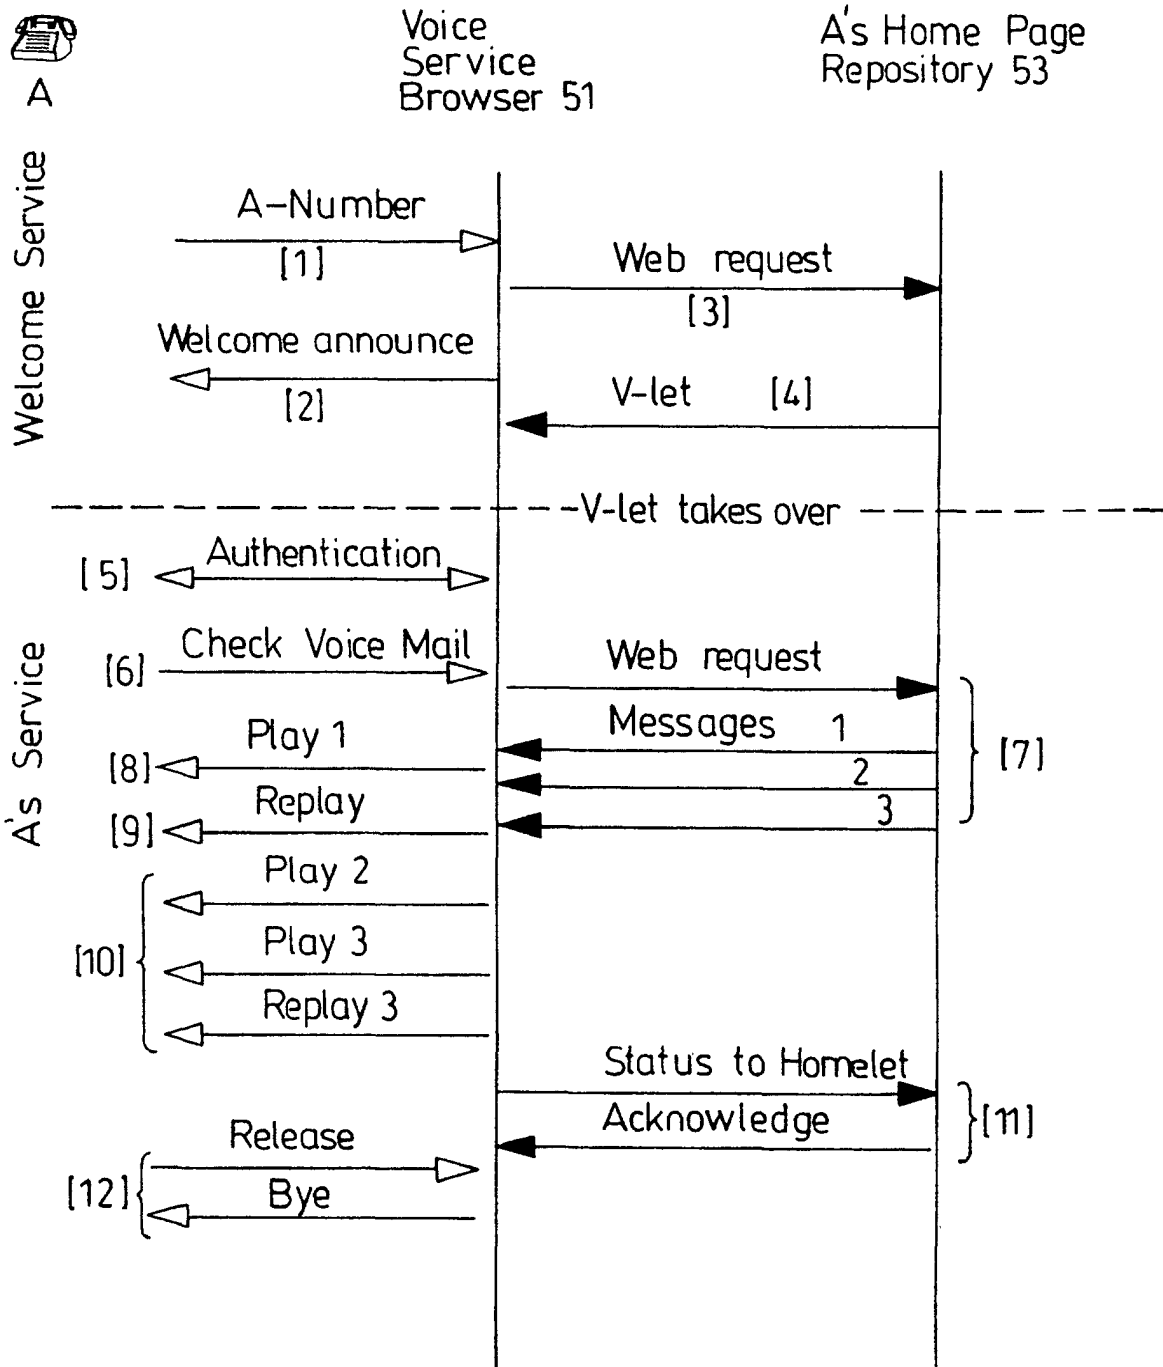 A
Voice
Service
Browser 51
A's Home Page
Repository 53
Welcome Service
A-Number
[1]
Web request
[3]
Welcome announce
[2]
V-let [4]
V-let takes over
A's Service
[5] Authentication
[6] Check Voice Mail
Web request
Messages 1
2
3
[7]
Play 1
[8]
Replay
[9]
Play 2
Play 3
Replay 3
[10]
Status to Homelet
Acknowledge
[11]
Release
Bye
[12]